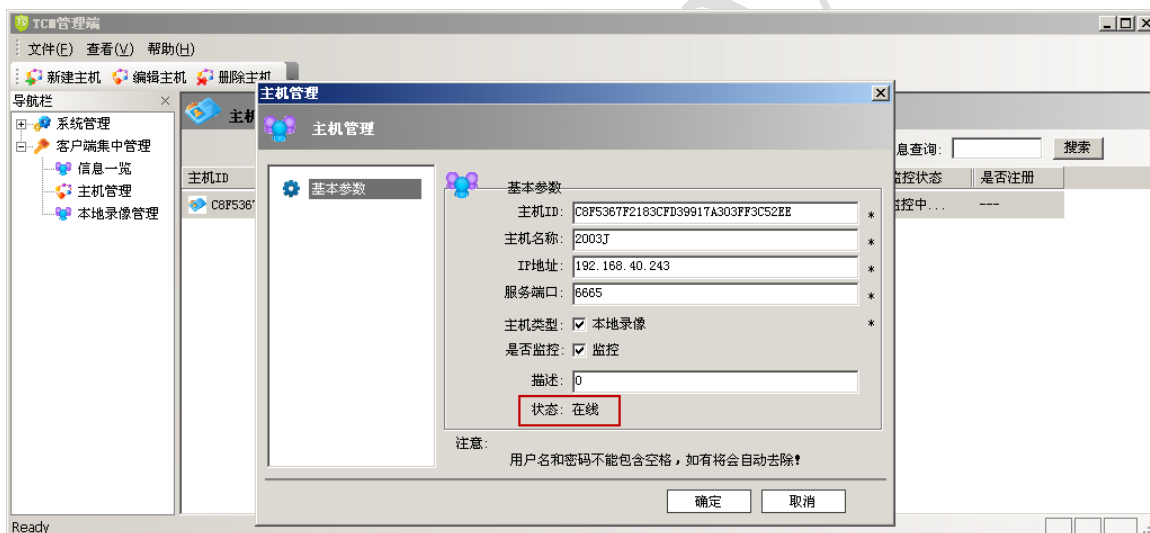 TCM管理端
文件(F) 查看(V) 帮助(H)
新建主机 编辑主机 删除主机
导航栏
系统管理
客户端集中管理
信息一览
主机管理
本地录像管理
主机
息查询: 搜索
主机ID 监控状态 是否注册
C8F5367 监控中... ---
主机管理
主机管理
基本参数
基本参数
主机ID: C8F5367F2183CFD39917A303FF3C52EE *
主机名称: 2003J *
IP地址: 192.168.40.243 *
服务端口: 6665 *
主机类型: 本地录像 *
是否监控: 监控
描述: 0
状态: 在线
注意:
用户名和密码不能包含空格，如有将会自动去除!
确定 取消
Ready